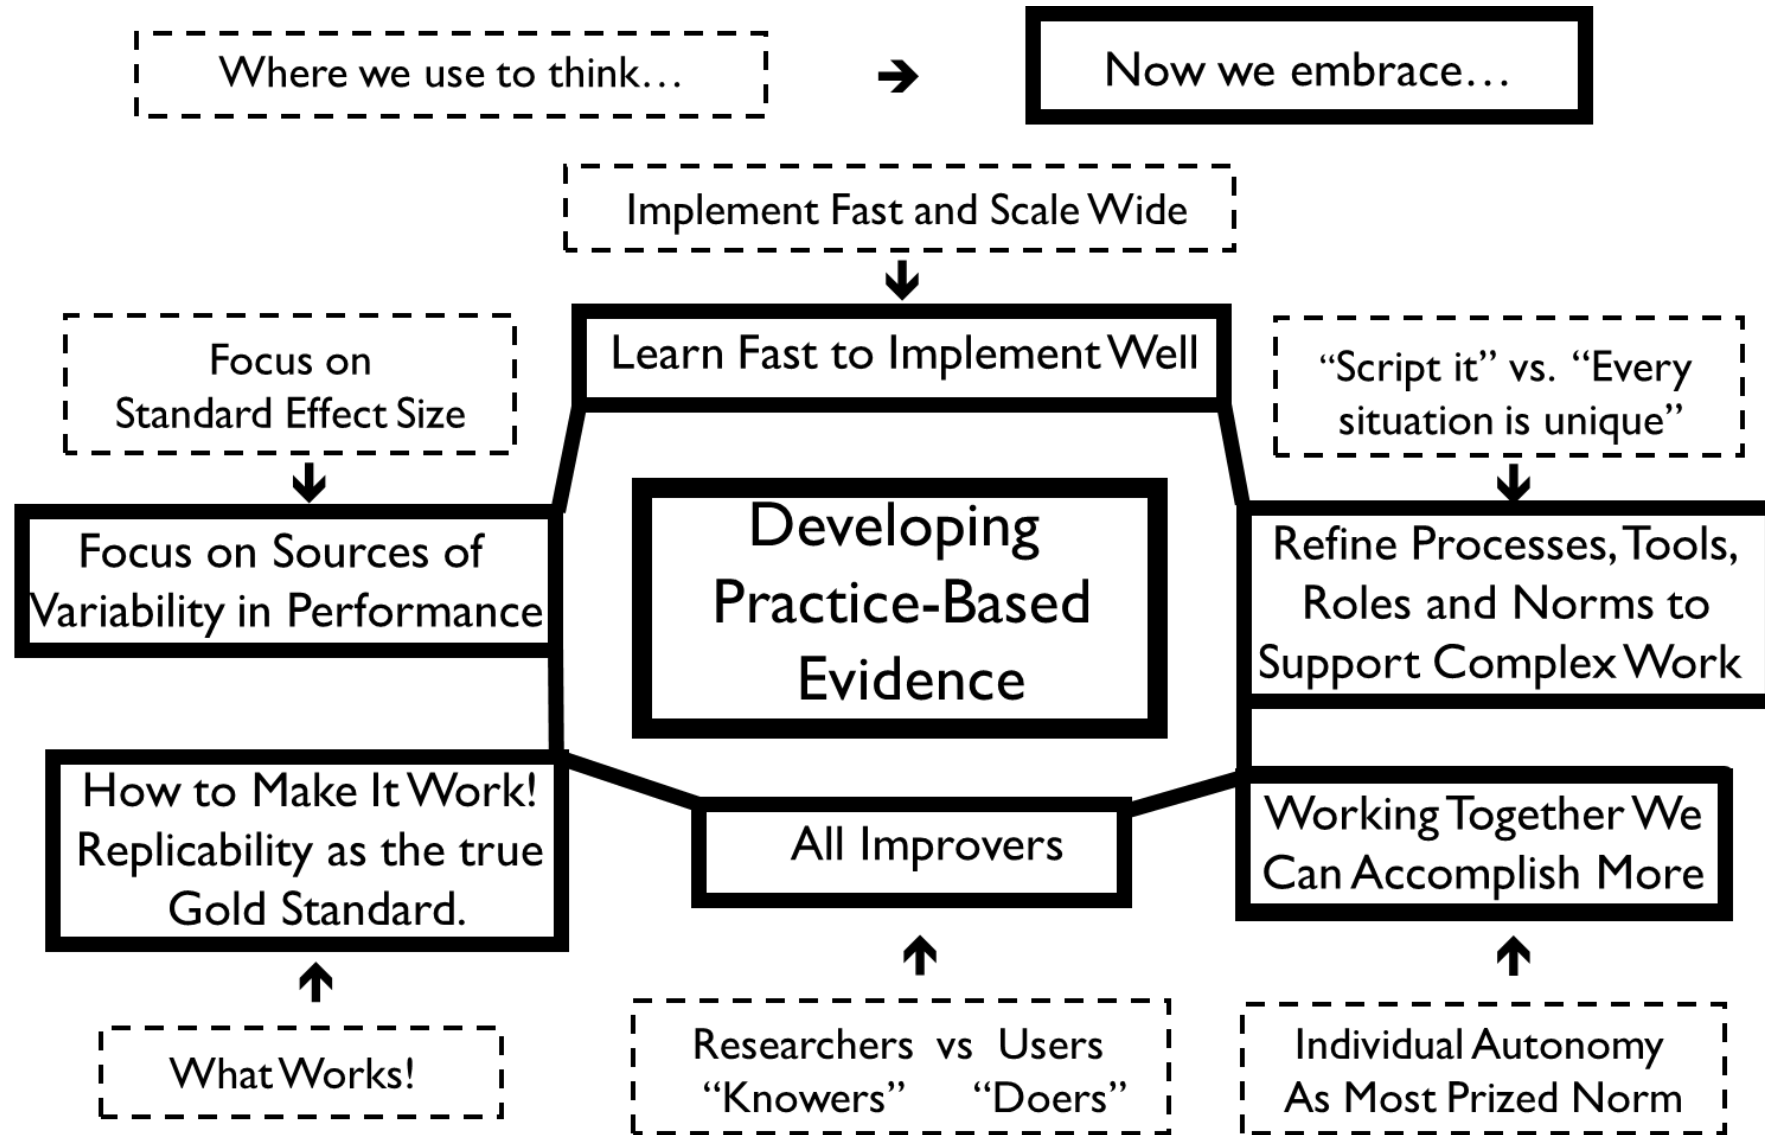 Where we use to think…
Now we embrace…
Implement Fast and Scale Wide
Learn Fast to Implement Well
Focus on
Standard Effect Size
Focus on Sources of
Variability in Performance
“Script it” vs. “Every
situation is unique”
Refine Processes, Tools,
Roles and Norms to
Support Complex Work
Developing
Practice-Based
Evidence
How to Make It Work!
Replicability as the true
Gold Standard.
What Works!
All Improvers
Researchers vs Users
“Knowers” “Doers”
Working Together We
Can Accomplish More
Individual Autonomy
As Most Prized Norm